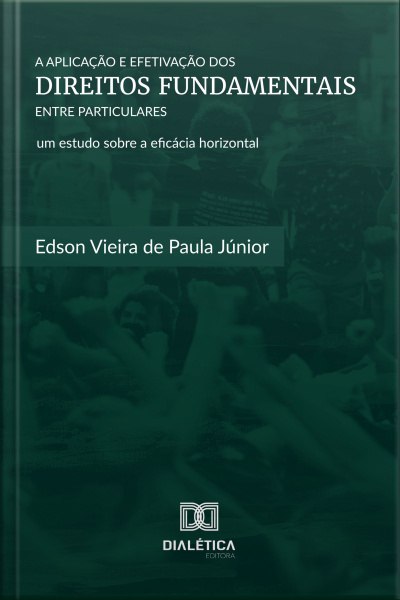 A APLICAÇÃO E EFETIVAÇÃO DOS
DIREITOS FUNDAMENTAIS
ENTRE PARTICULARES
um estudo sobre a eficácia horizontal
Edson Vieira de Paula Júnior
DIALÉTICA
EDITORA